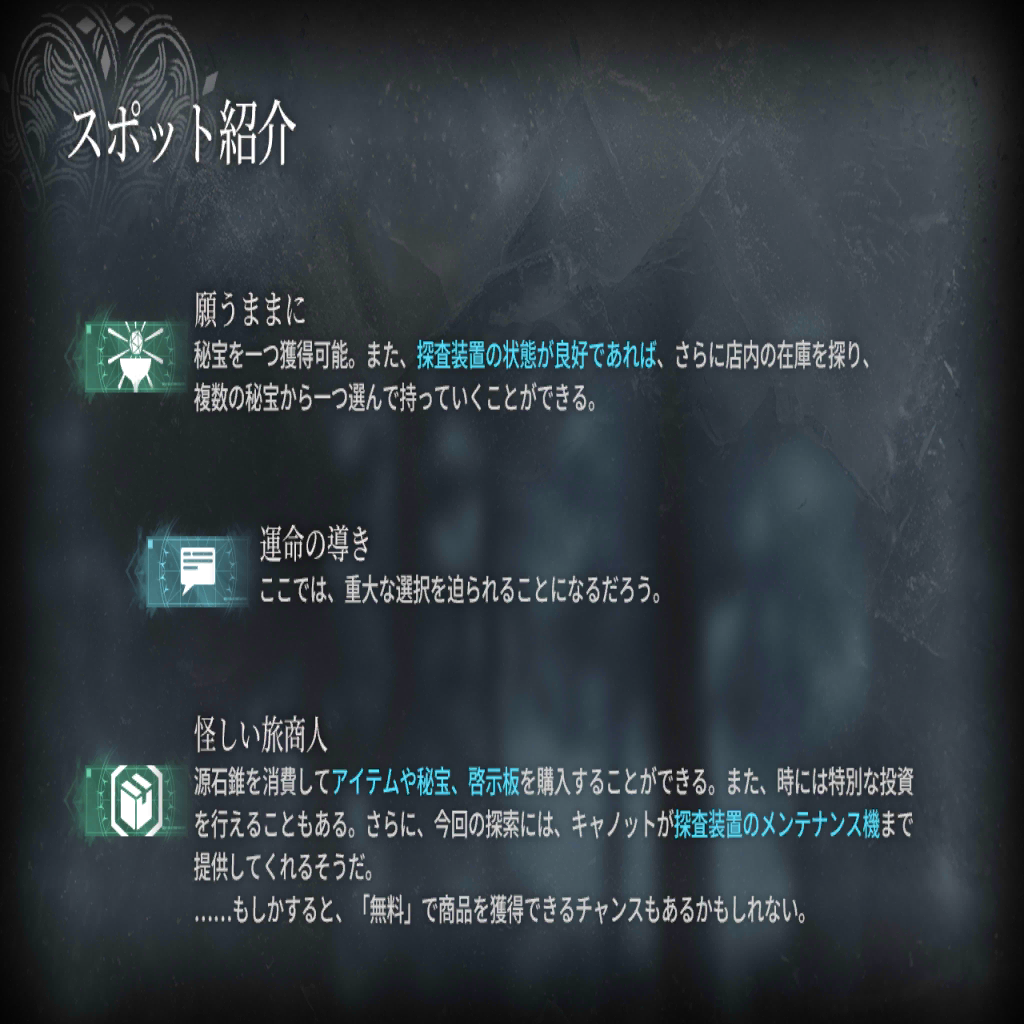 スポット紹介
願うままに
秘宝を一つ獲得可能。また、探査装置の状態が良好であれば、さらに店内の在庫を探り、
複数の秘宝から一つ選んで持っていくことができる。
運命の導き
ここでは、重大な選択を迫られることになるだろう。
怪しい旅商人
源石錐を消費してアイテムや秘宝、啓示板を購入することができる。また、時には特別な投資
を行えることもある。さらに、今回の探索には、キャノットが探査装置のメンテナンス機まで
提供してくれるそうだ。
……もしかすると、「無料」で商品を獲得できるチャンスもあるかもしれない。